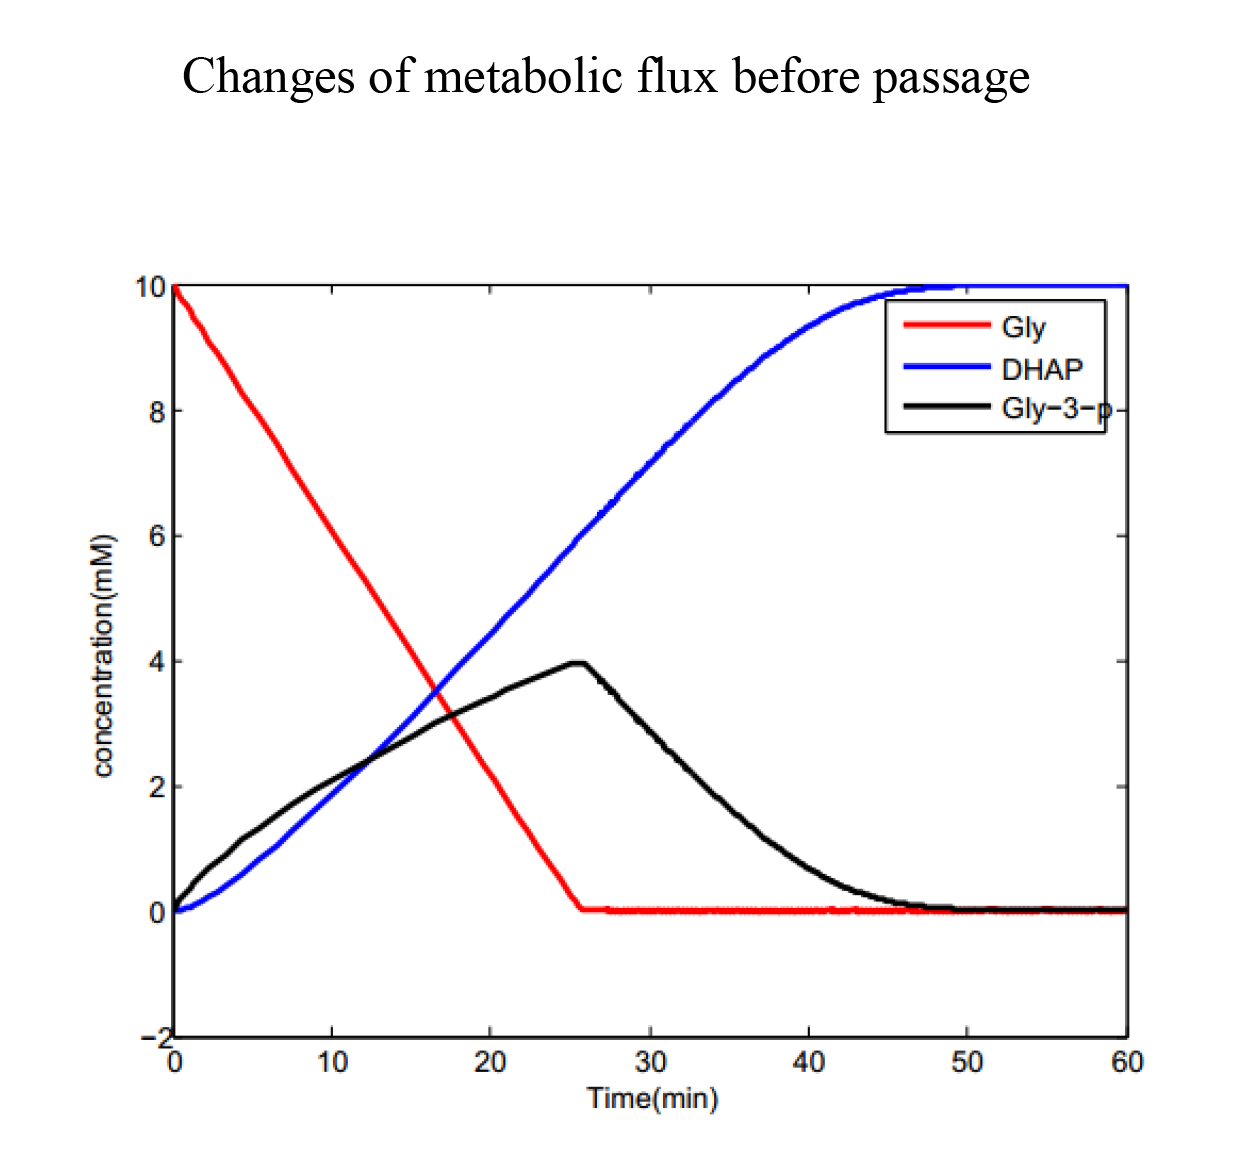 Changes of metabolic flux before passage
10
8
6
4
2
0
−2
concentration(mM)
Gly
DHAP
Gly−3−p
0 10 20 30 40 50 60
Time(min)